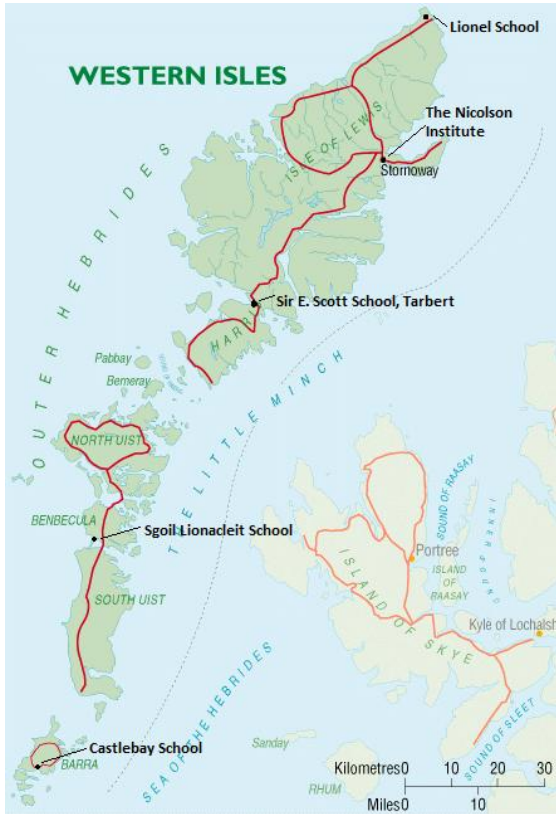 Lionel School
WESTERN ISLES
The Nicolson
Institute
ISLE OF LEWIS
Stornoway
OUTER HEBRIDES
Sir E. Scott School, Tarbert
HARRIS
Pabbay
Berneray
THE LITTLE MINCH
NORTH UIST
BENBECULA
Sgoil Lionacleit School
SOUTH UIST
SOUND OF RAASAY
INNER SOUND
Portree
ISLAND
OF
RAASAY
ISLAND OF SKYE
Kyle of Lochalsh
SEA OF THE HEBRIDES
SOUND OF SLEET
Castlebay School
BARRA
Sanday
RHUM
Kilometres 0 10 20 30
Miles 0 10